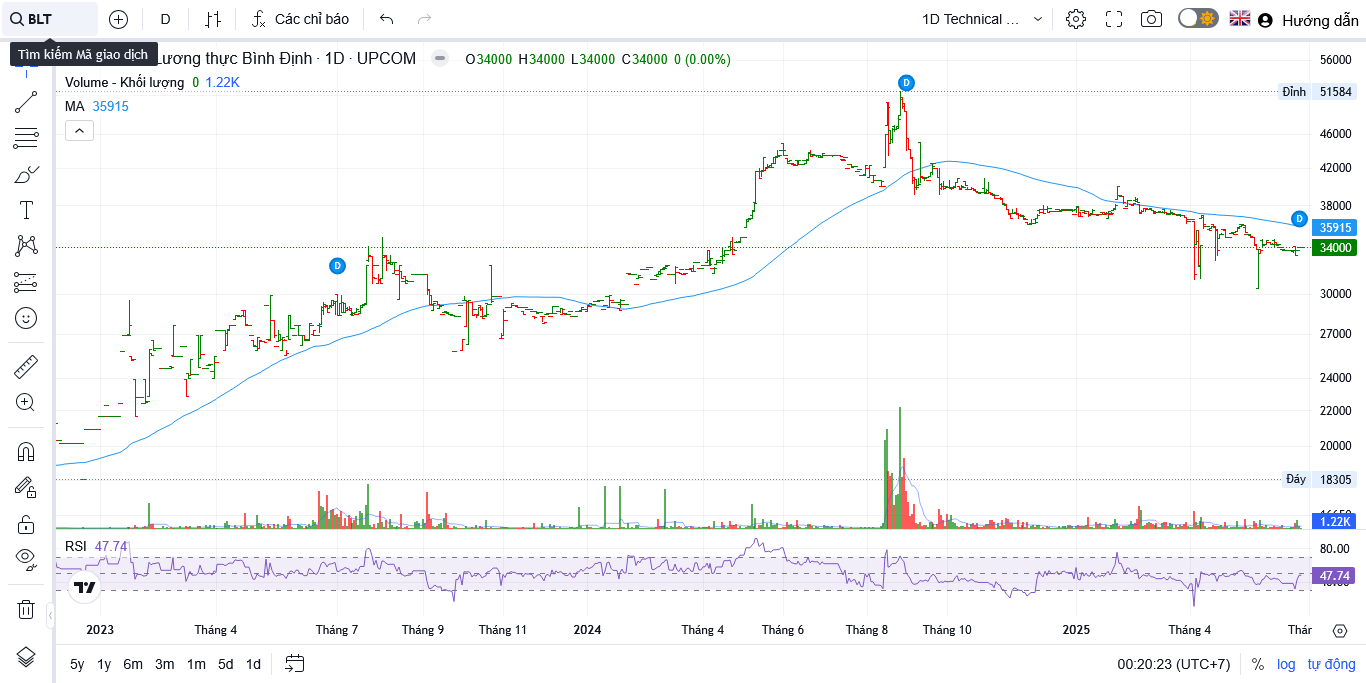 BLT
D
Các chỉ báo
1D Technical ...
Hướng dẫn
Tìm kiếm Mã giao dịch
Lương thực Bình Định · 1D · UPCOM
O34000 H34000 L34000 C34000 0 (0.00%)
Volume - Khối lượng 0 1.22K
MA 35915
56000
Đỉnh 51584
46000
42000
38000
35915
34000
30000
27000
24000
22000
20000
Đáy 18305
1.22K
D
D
D
RSI 47.74
80.00
47.74
2023
Tháng 4
Tháng 7
Tháng 9
Tháng 11
2024
Tháng 4
Tháng 6
Tháng 8
Tháng 10
2025
Tháng 4
Thár
5y 1y 6m 3m 1m 5d 1d
00:20:23 (UTC+7)
% log tự động